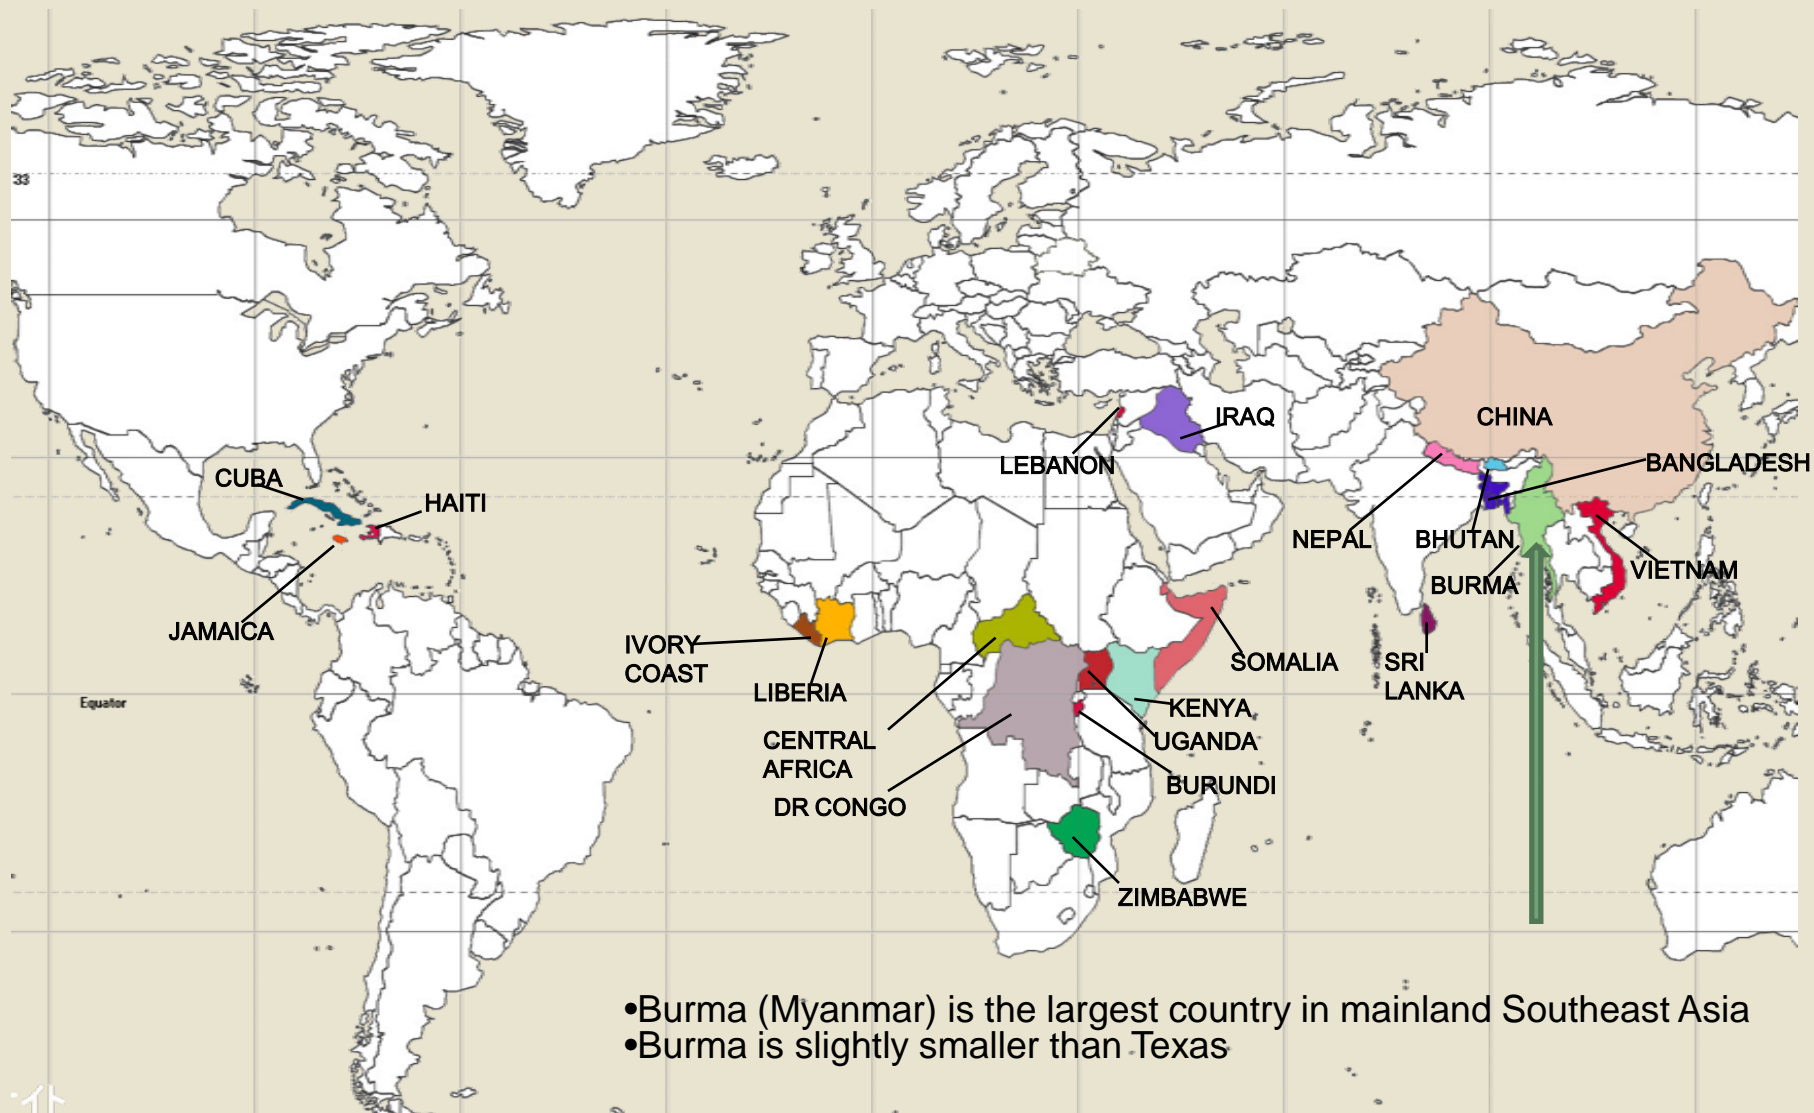 33
CHINA
IRAQ
LEBANON
BANGLADESH
CUBA
HAITI
NEPAL
BHUTAN
VIETNAM
BURMA
JAMAICA
IVORY
COAST
LIBERIA
SOMALIA
SRI
LANKA
Equator
KENYA
CENTRAL
AFRICA
UGANDA
BURUNDI
DR CONGO
ZIMBABWE
•Burma (Myanmar) is the largest country in mainland Southeast Asia
•Burma is slightly smaller than Texas